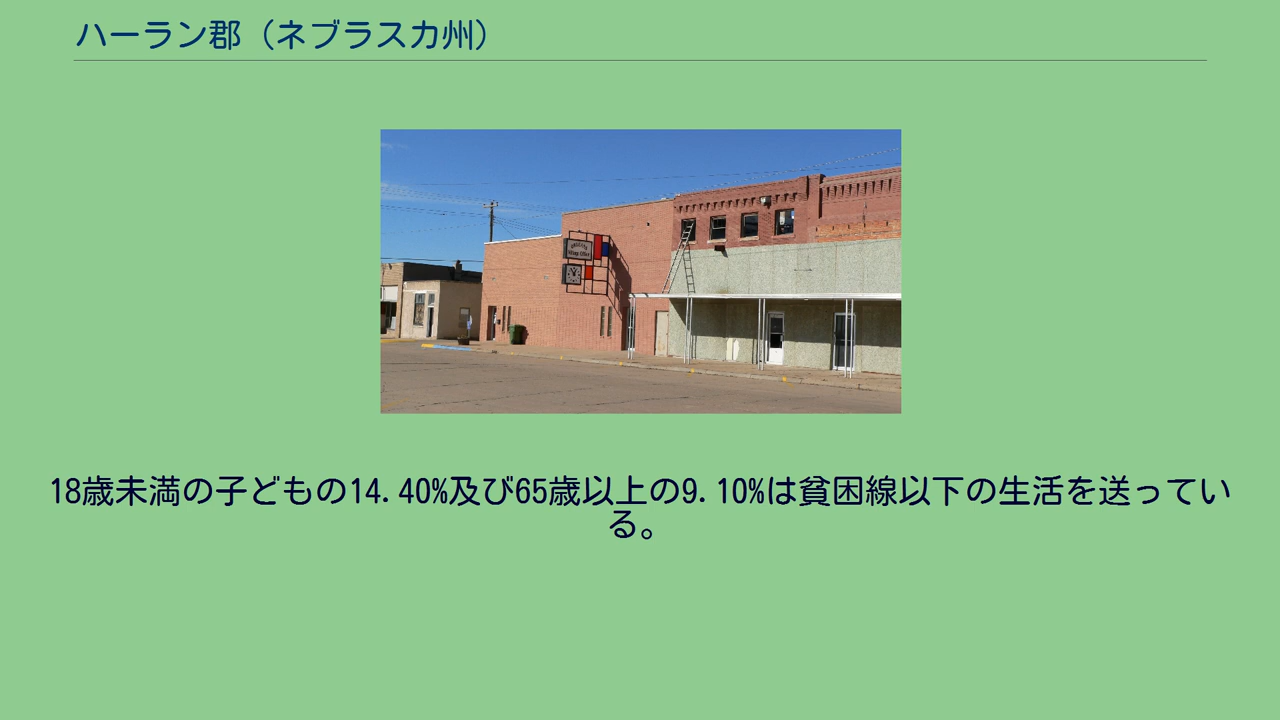 ハーラン郡（ネブラスカ州）
18歳未満の子どもの14.40%及び65歳以上の9.10%は貧困線以下の生活を送ってい
る。